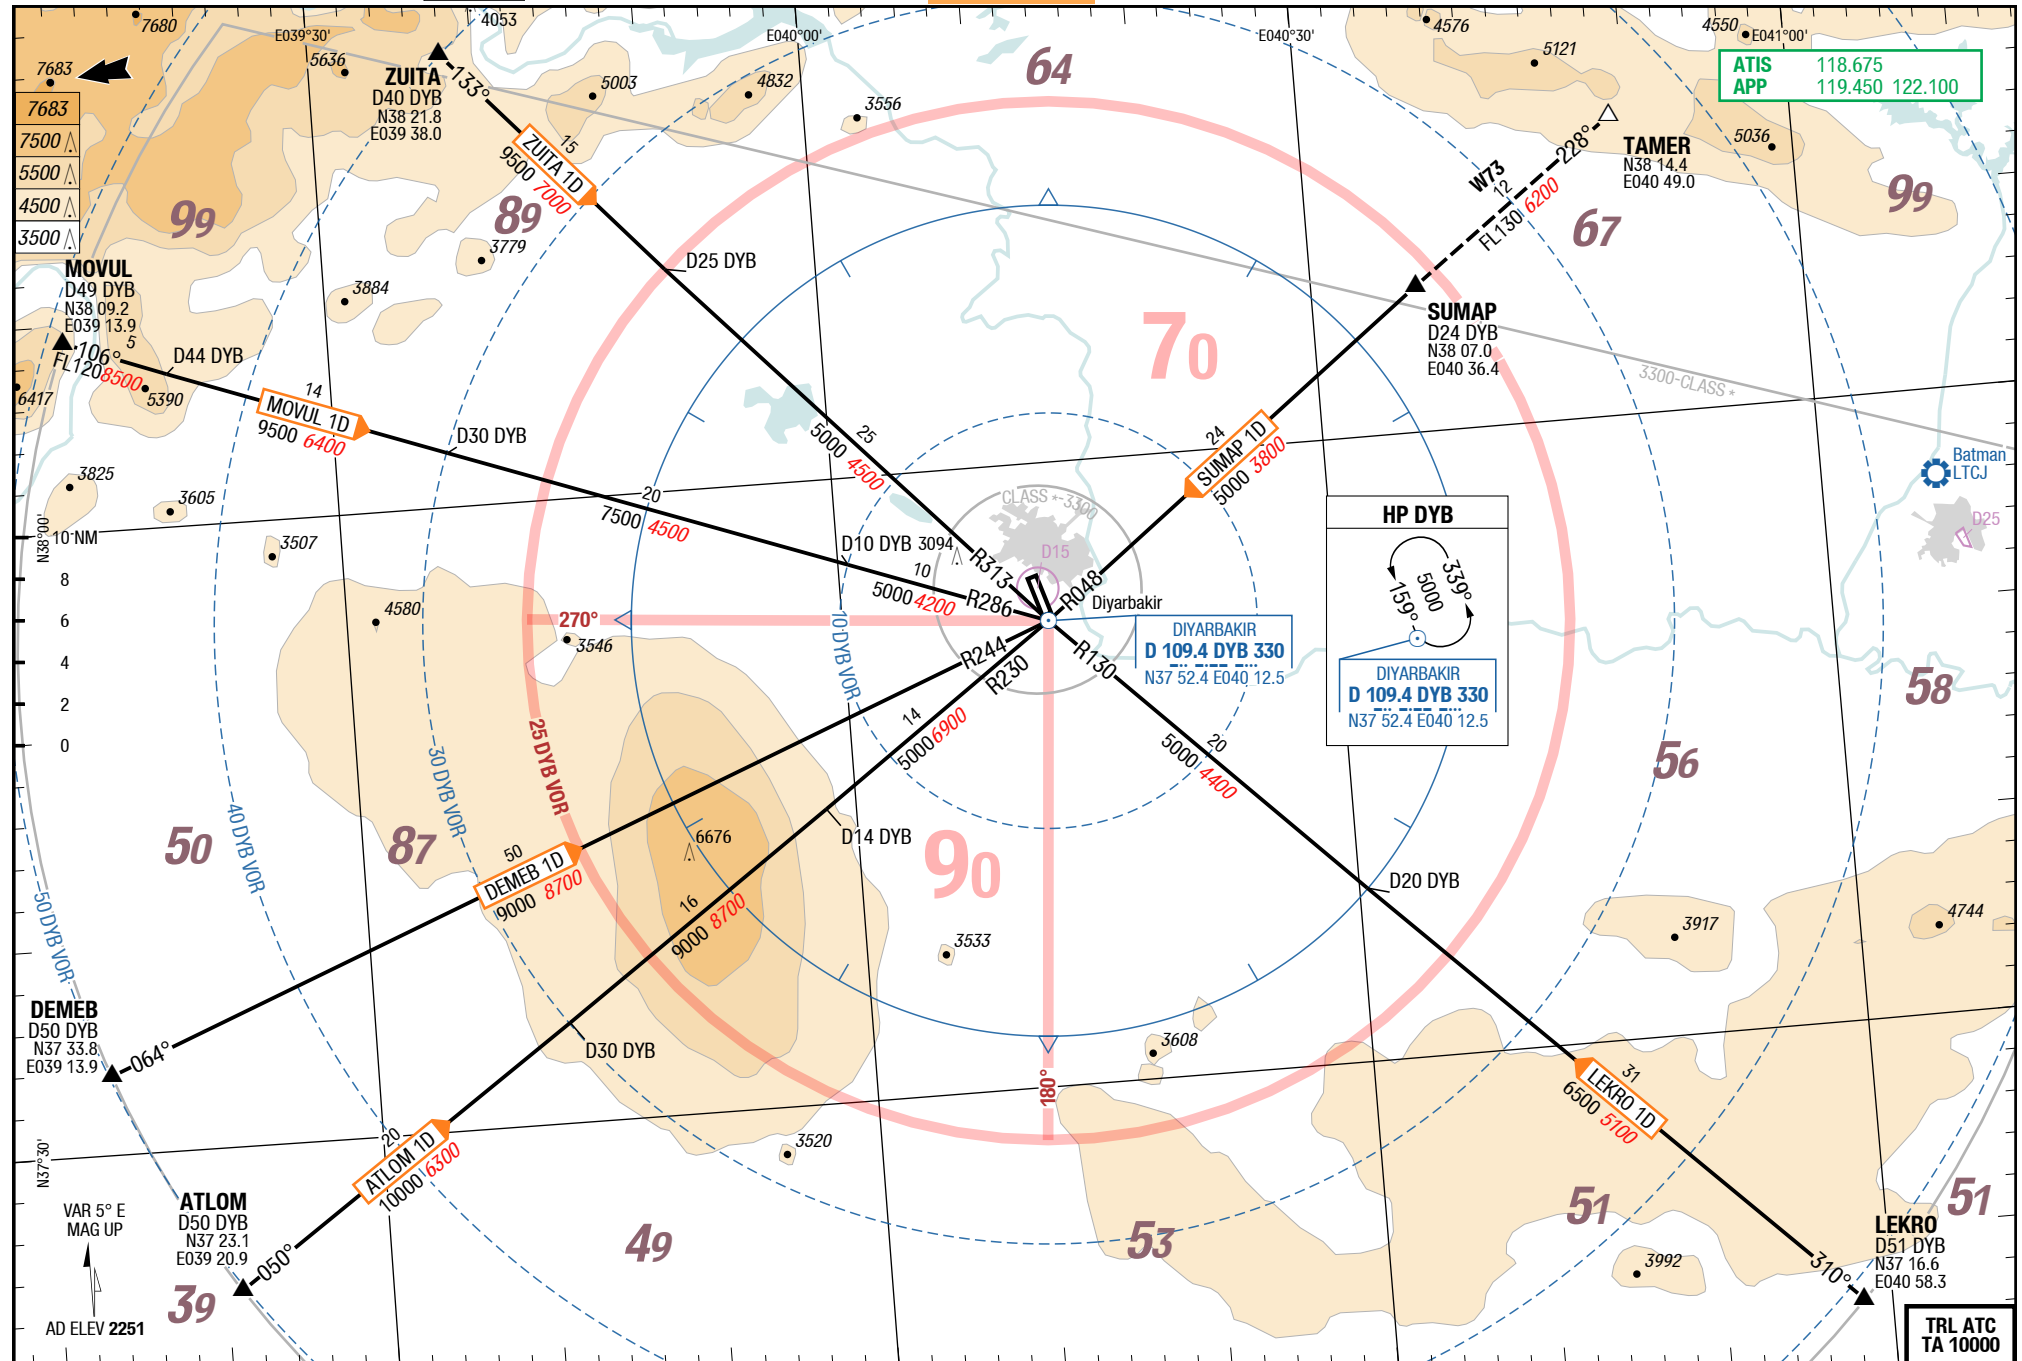 4053
7680
E039°30'
E040°00'
E040°30'
E041°00'
4576
4550
5121
5636
7683
ZUITA
D40 DYB
N38 21.8
E039 38.0
133°
5003
4832
64
3556
ATIS 118.675
APP 119.450 122.100
7683
7500
5500
4500
3500
15
ZUITA 1D
9500 7000
TAMER
N38 14.4
E040 49.0
228°
W73
12
FL130 6200
5036
99
89
67
99
3779
D25 DYB
MOVUL
D49 DYB
N38 09.2
E039 13.9
3884
SUMAP
D24 DYB
N38 07.0
E040 36.4
70
5
106°
FL120 8500
D44 DYB
5390
6417
14
MOVUL 1D
9500 6400
D30 DYB
3300-CLASS *
25
5000 4500
24
SUMAP 1D
5000 3800
Batman
LTCJ
3825
3605
20
7500 4500
CLASS *-3300
HP DYB
D25
N38°00'
10 NM
3507
D10 DYB
3094
R313
D15
10
5000 4200
R286
R048
Diyarbakir
339°
5000
159°
8
6
4
2
0
4580
270°
3546
10 DYB VOR
DIYARBAKIR
D 109.4 DYB 330
N37 52.4 E040 12.5
DIYARBAKIR
D 109.4 DYB 330
N37 52.4 E040 12.5
R244
R230
R130
58
25 DYB VOR
30 DYB VOR
40 DYB VOR
50 DYB VOR
14
5000 6900
20
5000 4400
56
50
87
6676
D14 DYB
90
50
DEMEB 1D
9000 8700
16
9000 8700
D20 DYB
3917
4744
3533
DEMEB
D50 DYB
N37 33.8
E039 13.9
064°
D30 DYB
3608
180°
31
LEKRO 1D
6500 5100
N37°30'
20
ATLOM 1D
10000 6300
3520
VAR 5° E
MAG UP
ATLOM
D50 DYB
N37 23.1
E039 20.9
050°
49
53
51
51
LEKRO
D51 DYB
N37 16.6
E040 58.3
310°
3992
39
AD ELEV 2251
TRL ATC
TA 10000